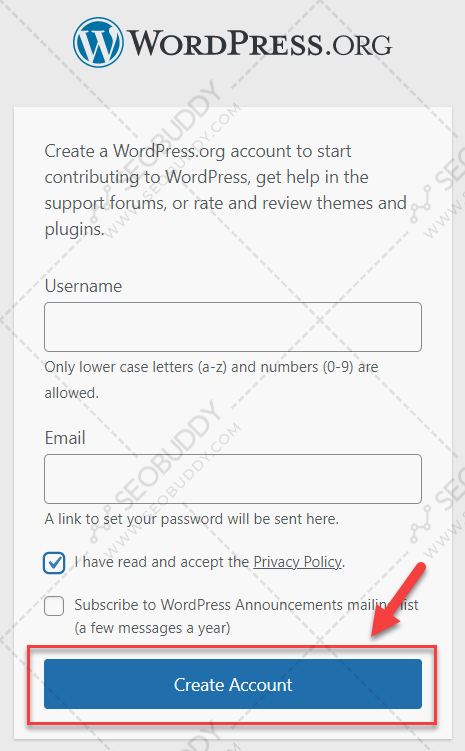 WORDPRESS.ORG
Create a WordPress.org account to start
contributing to WordPress, get help in the
support forums, or rate and review themes and
plugins.
Username
Only lower case letters (a-z) and numbers (0-9) are
allowed.
Email
A link to set your password will be sent here.
I have read and accept the Privacy Policy.
Subscribe to WordPress Announcements mailing list
(a few messages a year)
Create Account
SEOBUDDY
WWW.SEOBUDDY.COM
SEOBUDDY
WWW.SEOBUDDY.COM